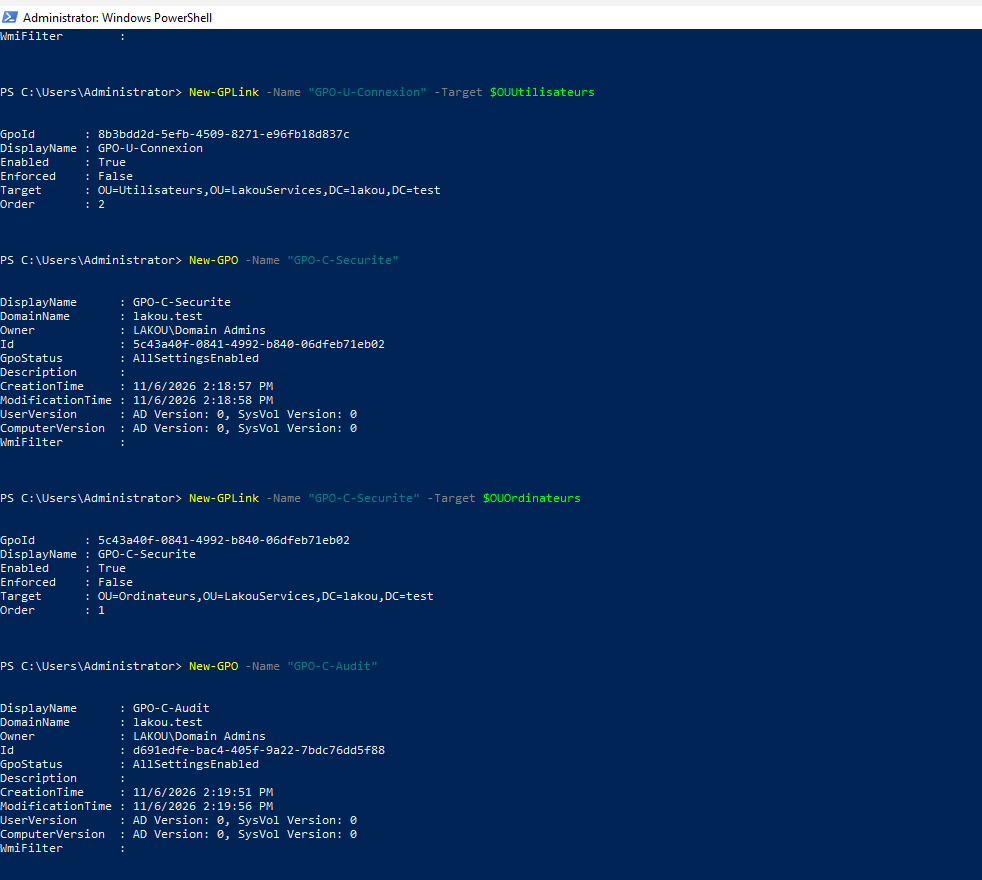 Administrator: Windows PowerShell
WmiFilter        :
PS C:\Users\Administrator> New-GPLink -Name "GPO-U-Connexion" -Target $OUUtilisateurs
GpoId       : 8b3bdd2d-5efb-4509-8271-e96fb18d837c
DisplayName : GPO-U-Connexion
Enabled     : True
Enforced    : False
Target      : OU=Utilisateurs,OU=LakouServices,DC=lakou,DC=test
Order       : 2
PS C:\Users\Administrator> New-GPO -Name "GPO-C-Securite"
DisplayName      : GPO-C-Securite
DomainName       : lakou.test
Owner            : LAKOU\Domain Admins
Id               : 5c43a40f-0841-4992-b840-06dfeb71eb02
GpoStatus        : AllSettingsEnabled
Description      :
CreationTime     : 11/6/2026 2:18:57 PM
ModificationTime : 11/6/2026 2:18:58 PM
UserVersion      : AD Version: 0, SysVol Version: 0
ComputerVersion  : AD Version: 0, SysVol Version: 0
WmiFilter        :
PS C:\Users\Administrator> New-GPLink -Name "GPO-C-Securite" -Target $OUOrdinateurs
GpoId       : 5c43a40f-0841-4992-b840-06dfeb71eb02
DisplayName : GPO-C-Securite
Enabled     : True
Enforced    : False
Target      : OU=Ordinateurs,OU=LakouServices,DC=lakou,DC=test
Order       : 1
PS C:\Users\Administrator> New-GPO -Name "GPO-C-Audit"
DisplayName      : GPO-C-Audit
DomainName       : lakou.test
Owner            : LAKOU\Domain Admins
Id               : d691edfe-bac4-405f-9a22-7bdc76dd5f88
GpoStatus        : AllSettingsEnabled
Description      :
CreationTime     : 11/6/2026 2:19:51 PM
ModificationTime : 11/6/2026 2:19:56 PM
UserVersion      : AD Version: 0, SysVol Version: 0
ComputerVersion  : AD Version: 0, SysVol Version: 0
WmiFilter        :